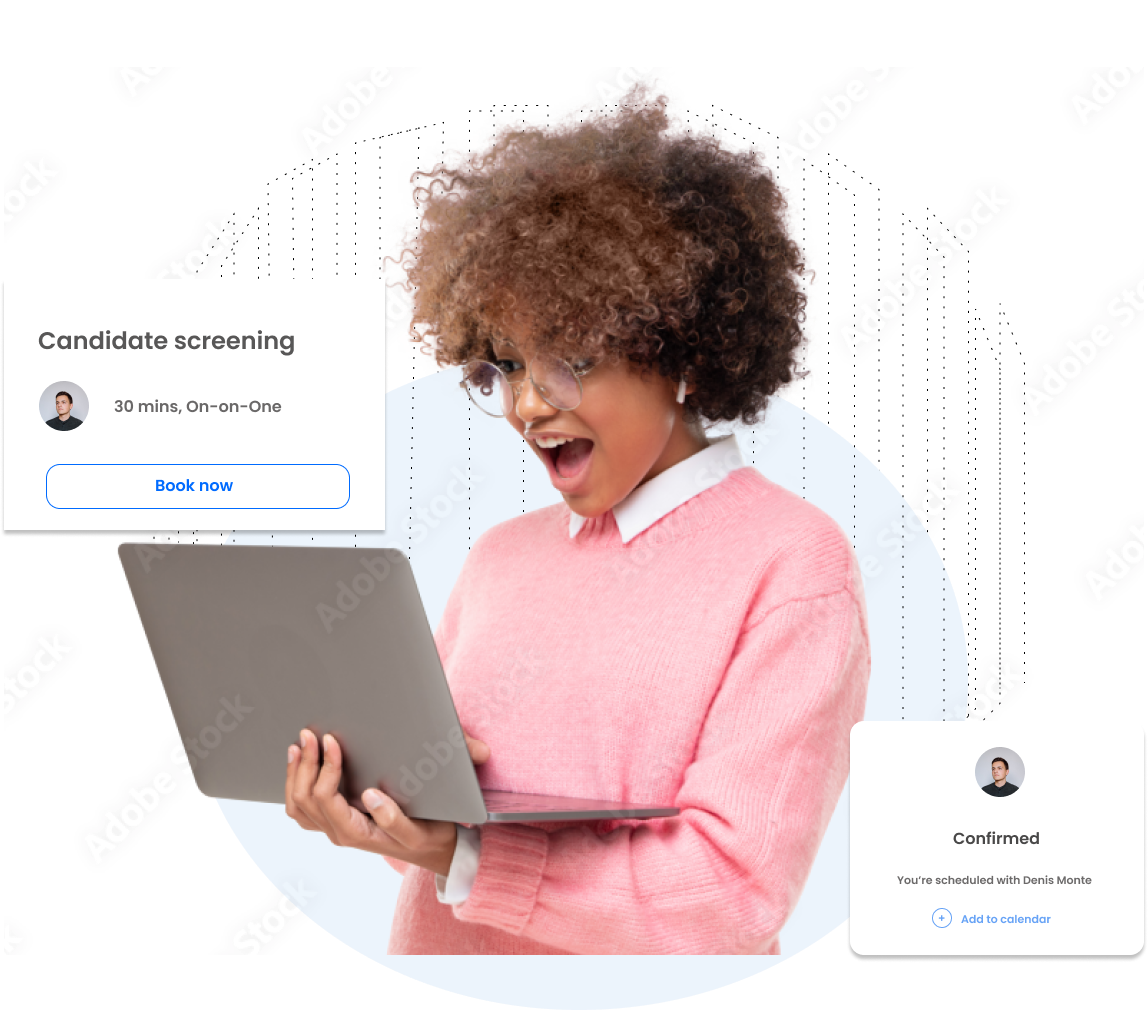 Candidate screening
30 mins, On-on-One
Book now
Confirmed
You're scheduled with Denis Monte
+ Add to calendar
Adobe Stock